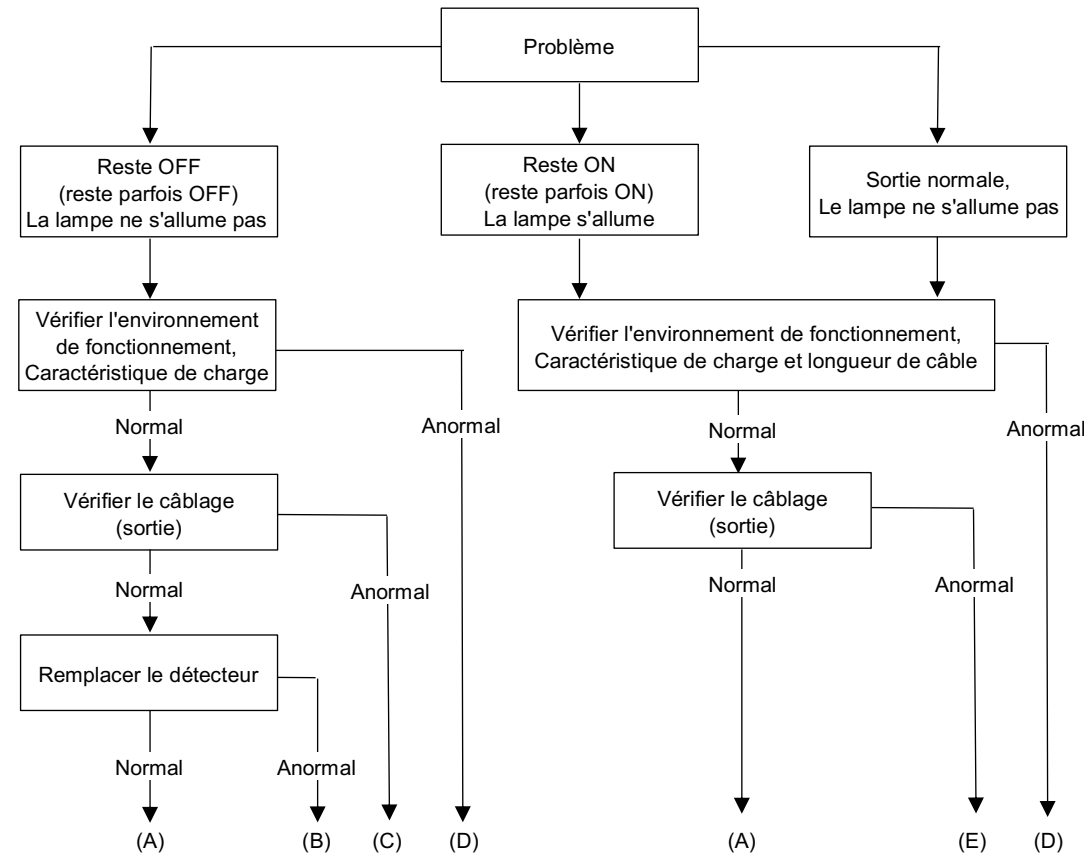 Problème
Reste OFF
(reste parfois OFF)
La lampe ne s'allume pas
Reste ON
(reste parfois ON)
La lampe s'allume
Sortie normale,
Le lampe ne s'allume pas
Vérifier l'environnement
de fonctionnement,
Caractéristique de charge
Vérifier l'environnement de fonctionnement,
Caractéristique de charge et longueur de câble
Normal
Anormal
Normal
Anormal
Vérifier le câblage
(sortie)
Vérifier le câblage
(sortie)
Normal
Anormal
Normal
Anormal
Remplacer le détecteur
Normal
Anormal
(A)
(B)
(C)
(D)
(A)
(E)
(D)